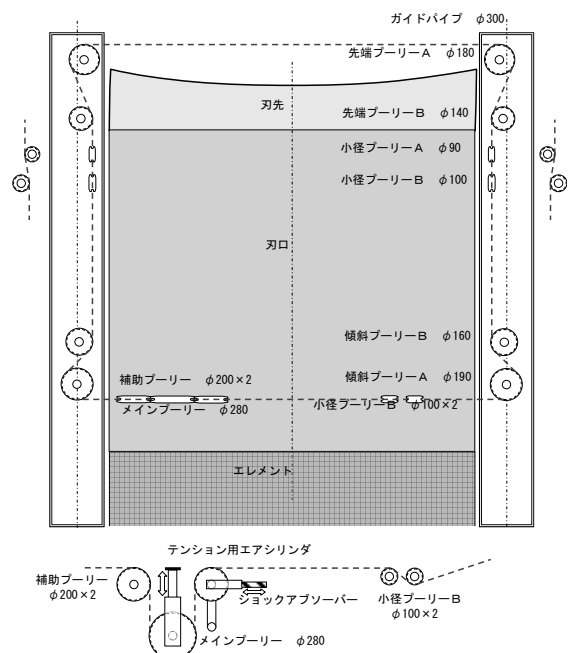 ガイドパイプ φ300
先端プーリーA φ180
刃先
先端プーリーB φ140
小径プーリーA φ90
小径プーリーB φ100
刃口
傾斜プーリーB φ160
補助プーリー φ200×2
傾斜プーリーA φ190
メインプーリー φ280
小径プーリーB φ100×2
エレメント
テンション用エアシリンダ
補助プーリー
φ200×2
ショックアブソーバー
小径プーリーB
φ100×2
メインプーリー φ280